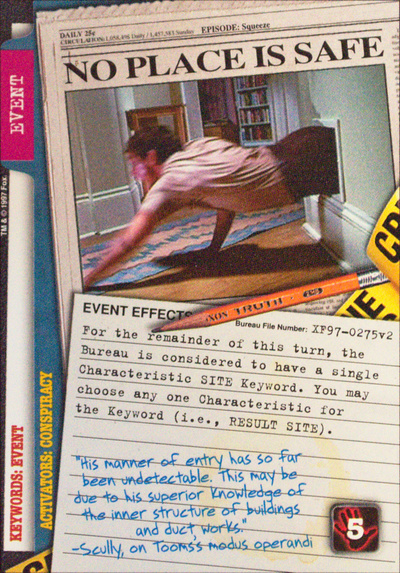 DAILY 25¢
CIRCULATION: 1,058,496 Daily / 1,457,583 Sunday
EPISODE: Squeeze
NO PLACE IS SAFE
EVENT
TM & © 1997 Fox.
KEYWORDS: EVENT
ACTIVATORS: CONSPIRACY
TRUTH
EVENT EFFECTS
Bureau File Number: XF97-0275v2
For the remainder of this turn, the
Bureau is considered to have a single
Characteristic SITE Keyword. You may
choose any one Characteristic for
the Keyword (i.e., RESULT SITE).
"His manner of entry has so far
been undetectable. This may be
due to his superior knowledge of
the inner structure of buildings
and duct works."
-Scully, on Tooms's modus operandi
5